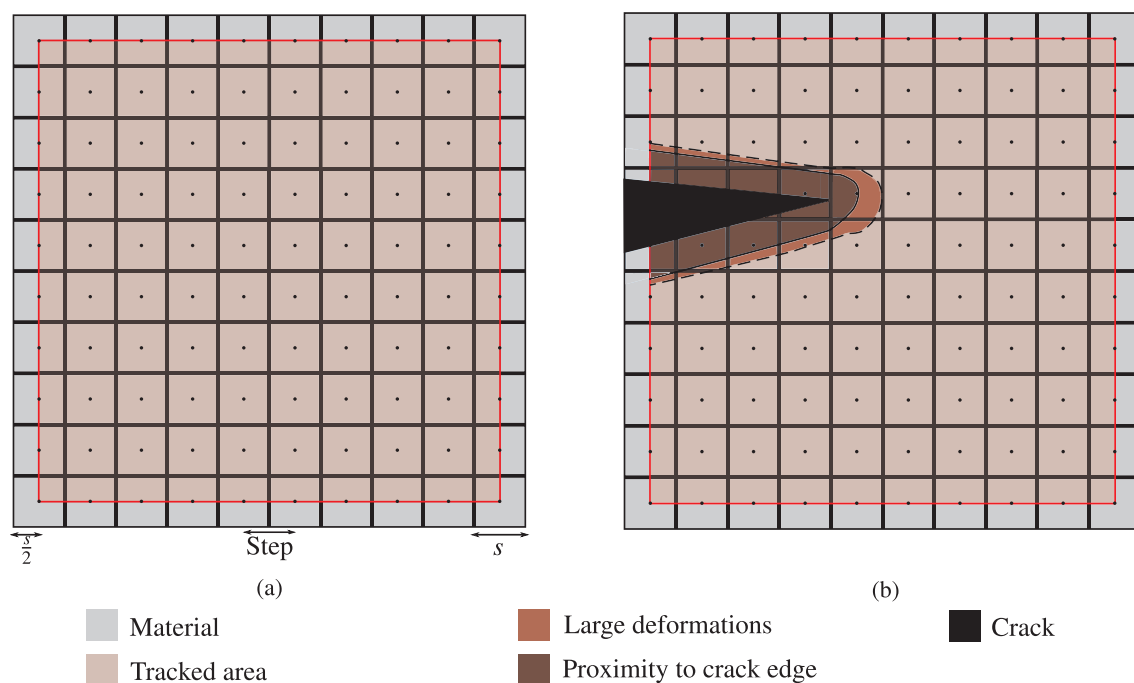 s/2
Step
s
(a)
(b)
Material
Large deformations
Crack
Tracked area
Proximity to crack edge